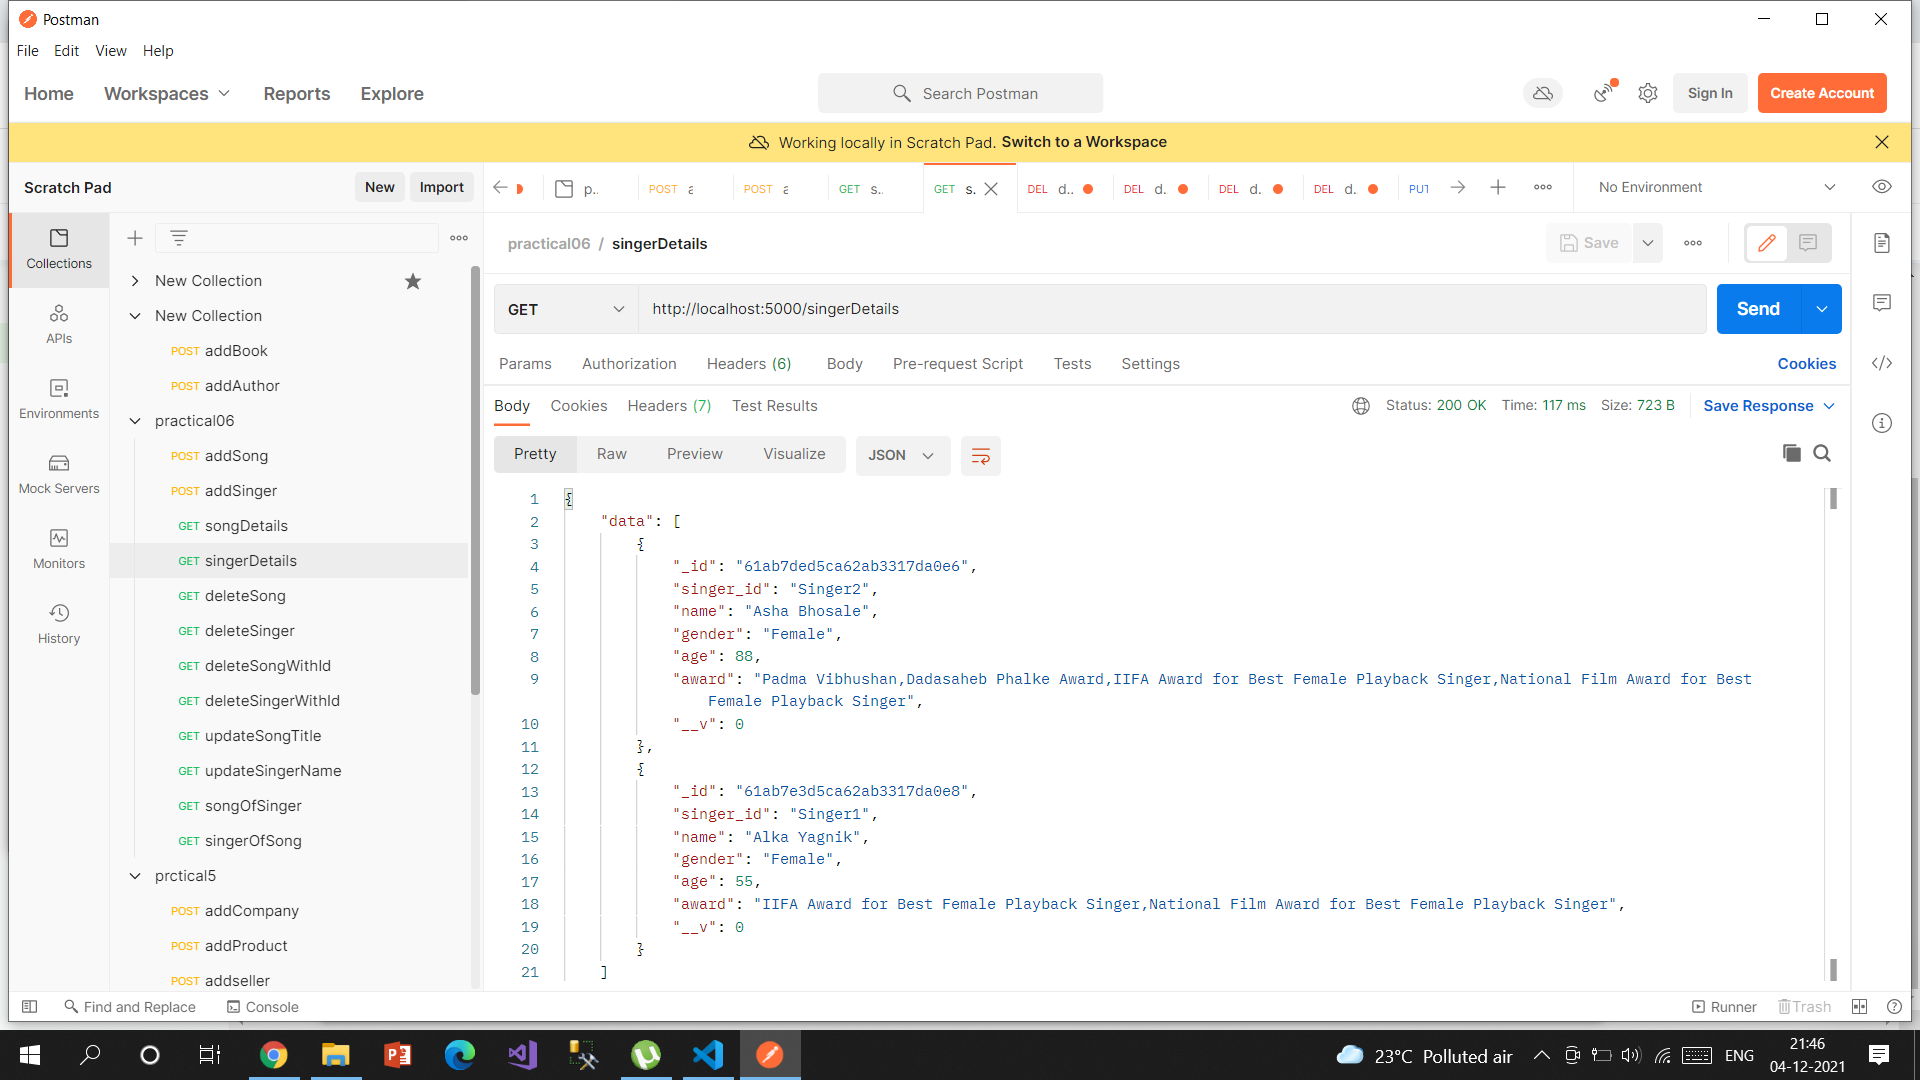 Postman
File Edit View Help
Home Workspaces Reports Explore
Search Postman
Sign In
Create Account
Working locally in Scratch Pad. Switch to a Workspace
Scratch Pad
New
Import
p..
POST a
POST a
GET s..
GET s.
DEL d..
DEL d.
DEL d.
DEL d.
PUT
No Environment
Collections
APIs
Environments
Mock Servers
Monitors
History
New Collection
New Collection
POST addBook
POST addAuthor
practical06
POST addSong
POST addSinger
GET songDetails
GET singerDetails
GET deleteSong
GET deleteSinger
GET deleteSongWithId
GET deleteSingerWithId
GET updateSongTitle
GET updateSingerName
GET songOfSinger
GET singerOfSong
prctical5
POST addCompany
POST addProduct
POST addseller
practical06 / singerDetails
Save
GET http://localhost:5000/singerDetails
Send
Params Authorization Headers (6) Body Pre-request Script Tests Settings
Cookies
Body Cookies Headers (7) Test Results
Status: 200 OK Time: 117 ms Size: 723 B
Save Response
Pretty Raw Preview Visualize
JSON
1 {
2 "data": [
3 {
4 "_id": "61ab7ded5ca62ab3317da0e6",
5 "singer_id": "Singer2",
6 "name": "Asha Bhosale",
7 "gender": "Female",
8 "age": 88,
9 "award": "Padma Vibhushan,Dadasaheb Phalke Award,IIFA Award for Best Female Playback Singer,National Film Award for Best
Female Playback Singer",
10 "__v": 0
11 },
12 {
13 "_id": "61ab7e3d5ca62ab3317da0e8",
14 "singer_id": "Singer1",
15 "name": "Alka Yagnik",
16 "gender": "Female",
17 "age": 55,
18 "award": "IIFA Award for Best Female Playback Singer,National Film Award for Best Female Playback Singer",
19 "__v": 0
20 }
21 ]
Find and Replace
Console
Runner
Trash
23°C Polluted air
ENG
21:46
04-12-2021